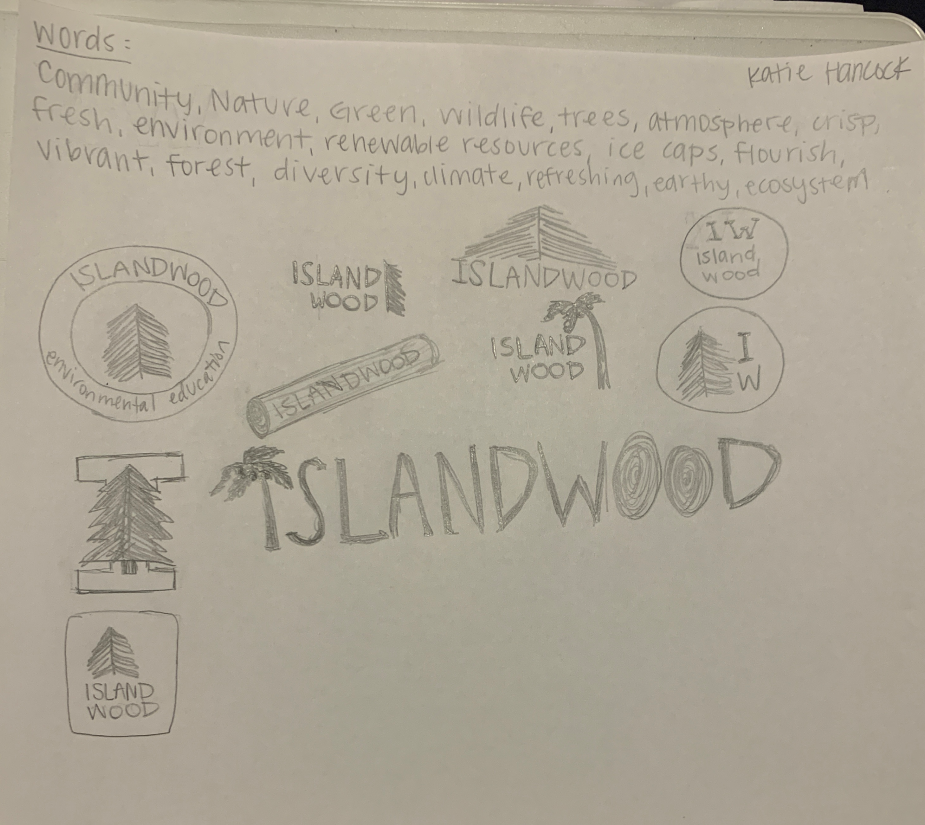 Words:
Katie Hancock
Community, Nature, Green, wildlife, trees, atmosphere, crisp,
fresh, environment, renewable resources, ice caps, flourish,
vibrant, forest, diversity, climate, refreshing, earthy, ecosystem.
ISLANDWOOD
environmental education
ISLAND
WOOD
ISLANDWOOD
IW
island
wood
ISLANDWOOD
ISLAND
WOOD
I
W
I
ISLANDWOOD
ISLAND
WOOD